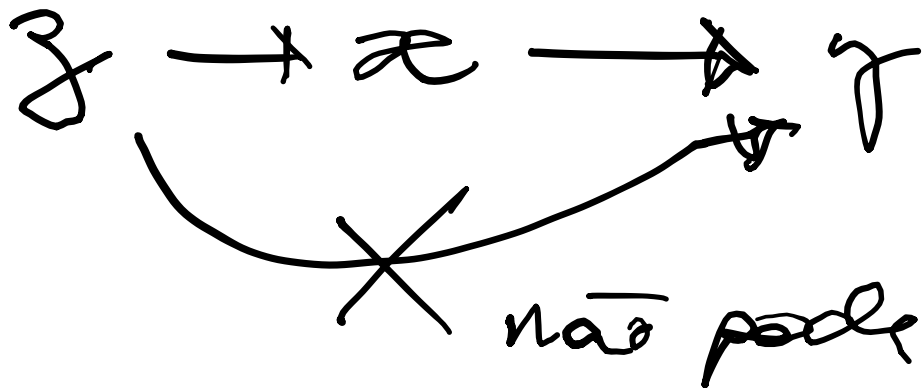 z → x → y
não pode